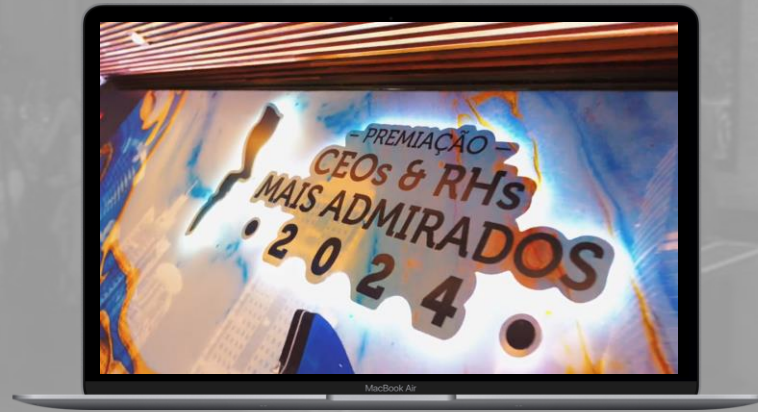 – PREMIAÇÃO –
CEOs & RHs
MAIS ADMIRADOS
• 2024 •
MacBook Air